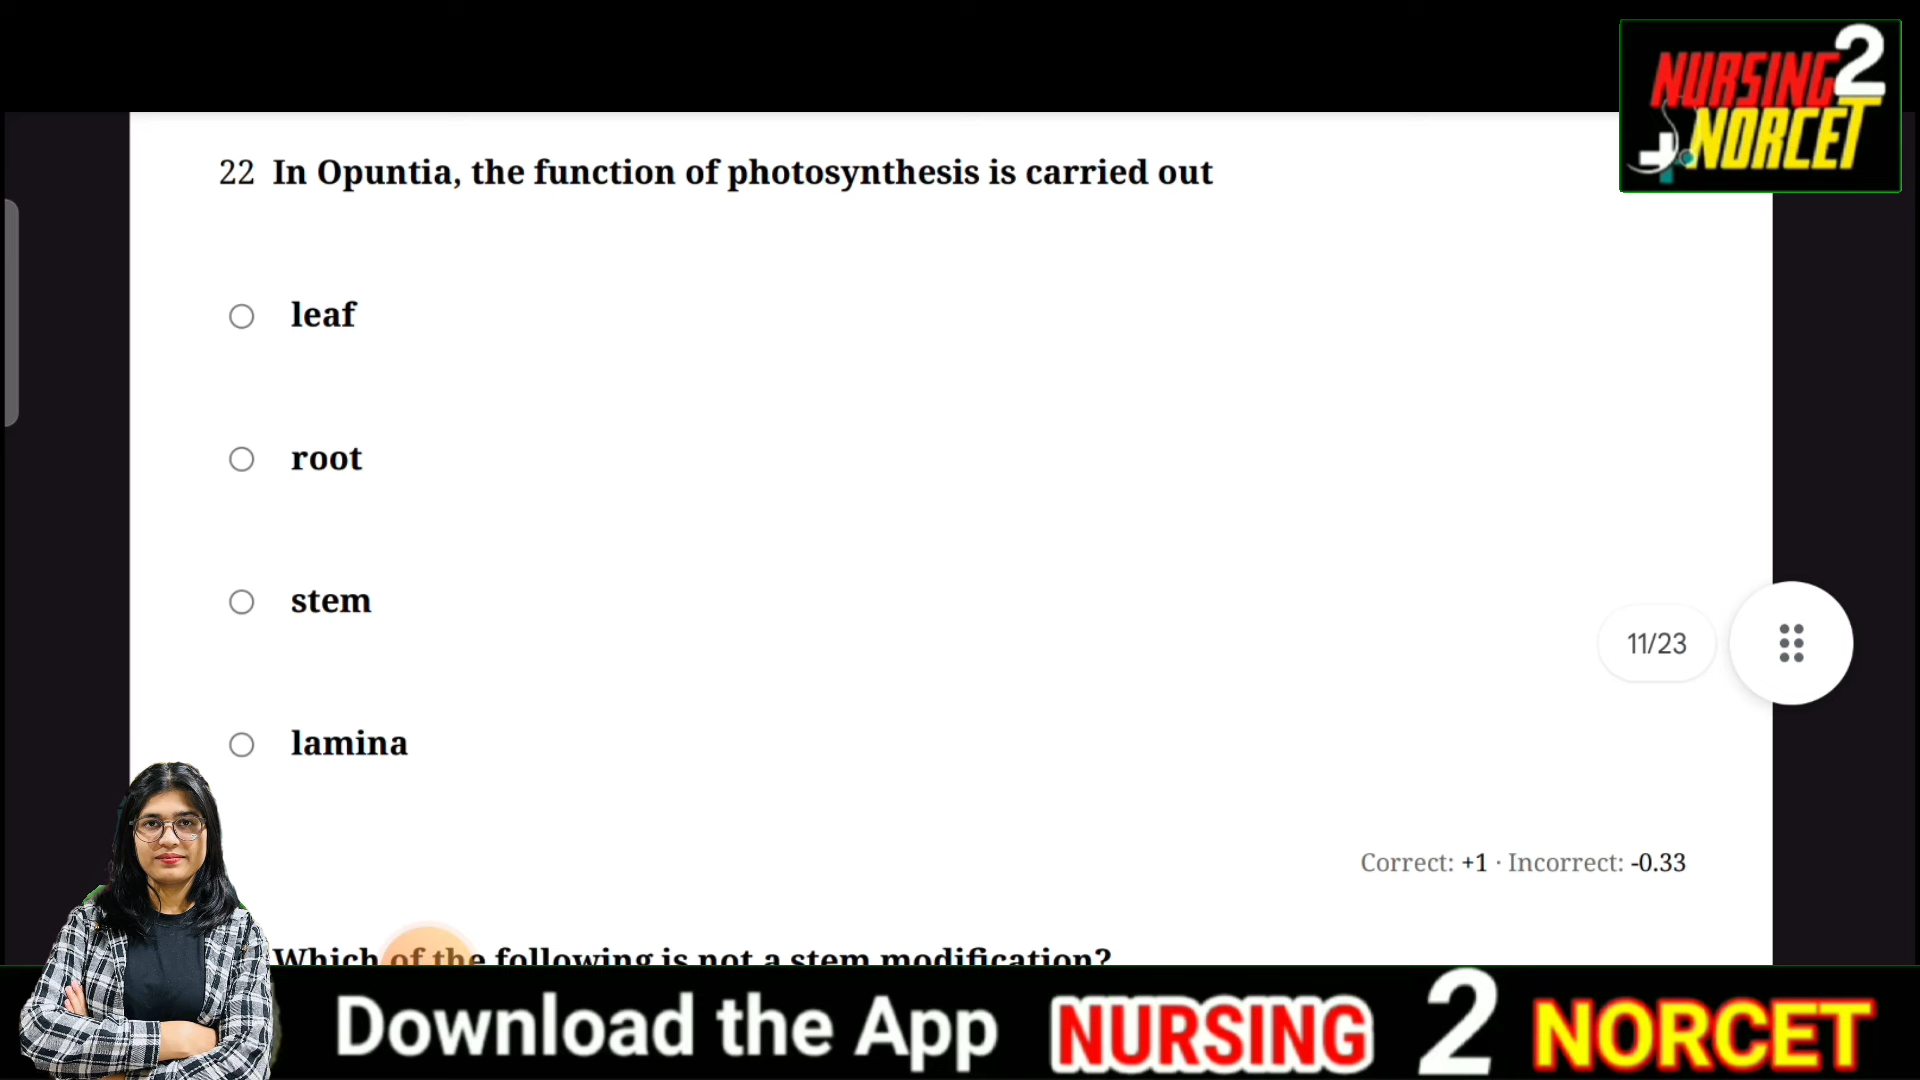 NURSING 2
NORCET
22 In Opuntia, the function of photosynthesis is carried out
leaf
root
stem
11/23
lamina
Correct: +1 · Incorrect: -0.33
Which of the following is not a stem modification?
Download the App NURSING 2 NORCET